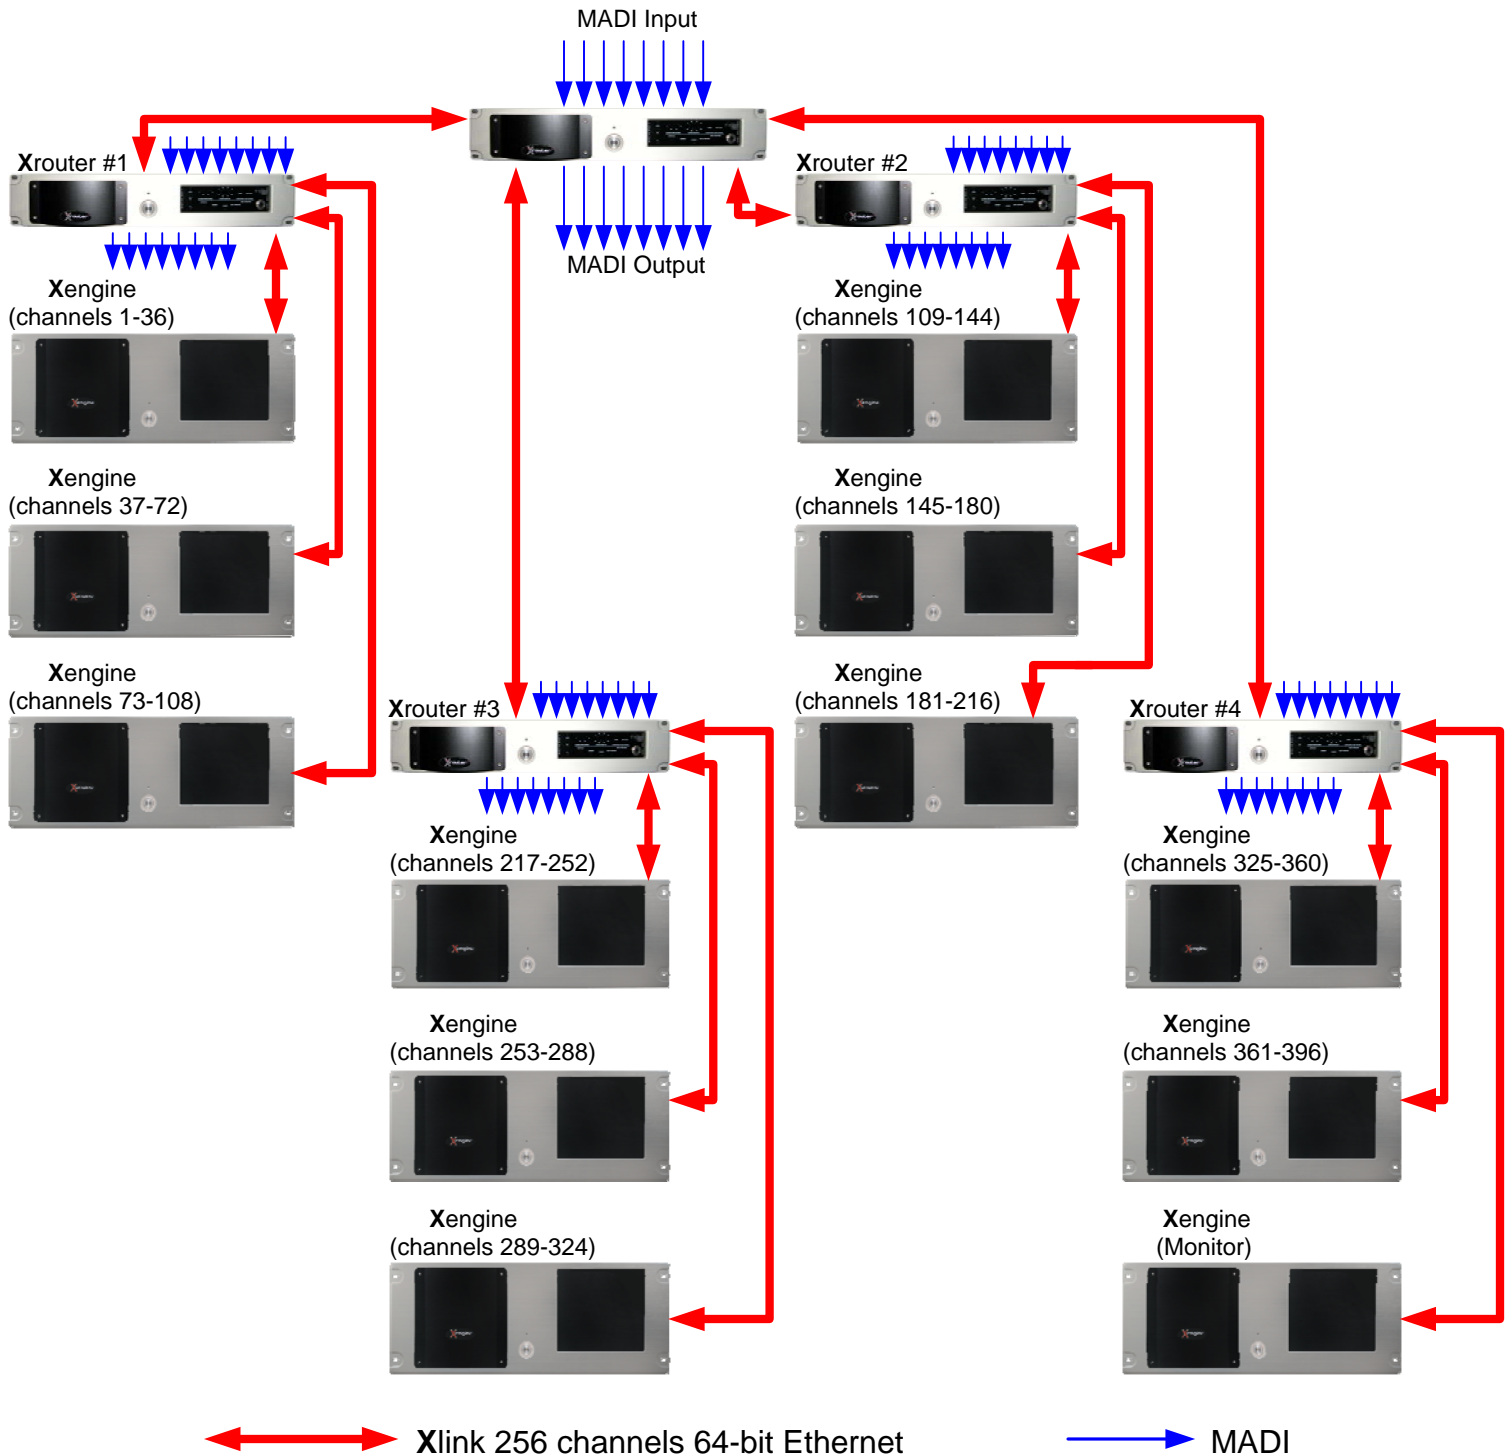 MADI Input
Xrouter #1
Xrouter #2
MADI Output
Xengine
(channels 1-36)
Xengine
(channels 109-144)
Xengine
(channels 37-72)
Xengine
(channels 145-180)
Xengine
(channels 73-108)
Xengine
(channels 181-216)
Xrouter #3
Xrouter #4
Xengine
(channels 217-252)
Xengine
(channels 325-360)
Xengine
(channels 253-288)
Xengine
(channels 361-396)
Xengine
(channels 289-324)
Xengine
(Monitor)
Xlink 256 channels 64-bit Ethernet
MADI